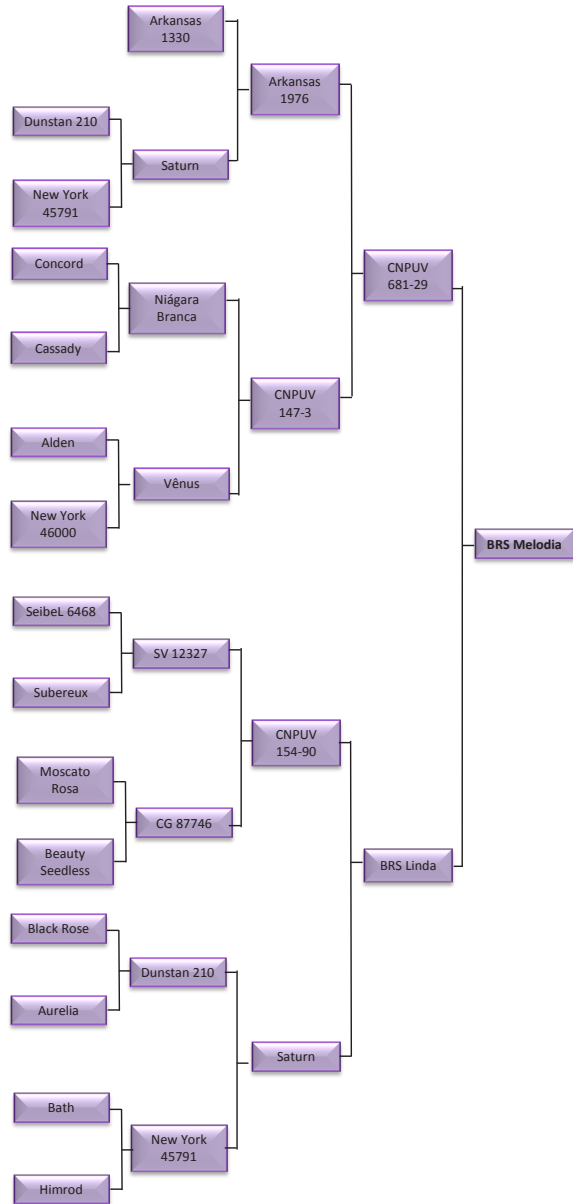 Arkansas
1330
Arkansas
1976
Dunstan 210
Saturn
New York
45791
Concord
CNPUV
681-29
Niágara
Branca
Cassady
CNPUV
147-3
Alden
Vênus
New York
46000
BRS Melodia
SeibeL 6468
SV 12327
Subereux
CNPUV
154-90
Moscato
Rosa
CG 87746
Beauty
Seedless
BRS Linda
Black Rose
Dunstan 210
Aurelia
Saturn
Bath
New York
45791
Himrod